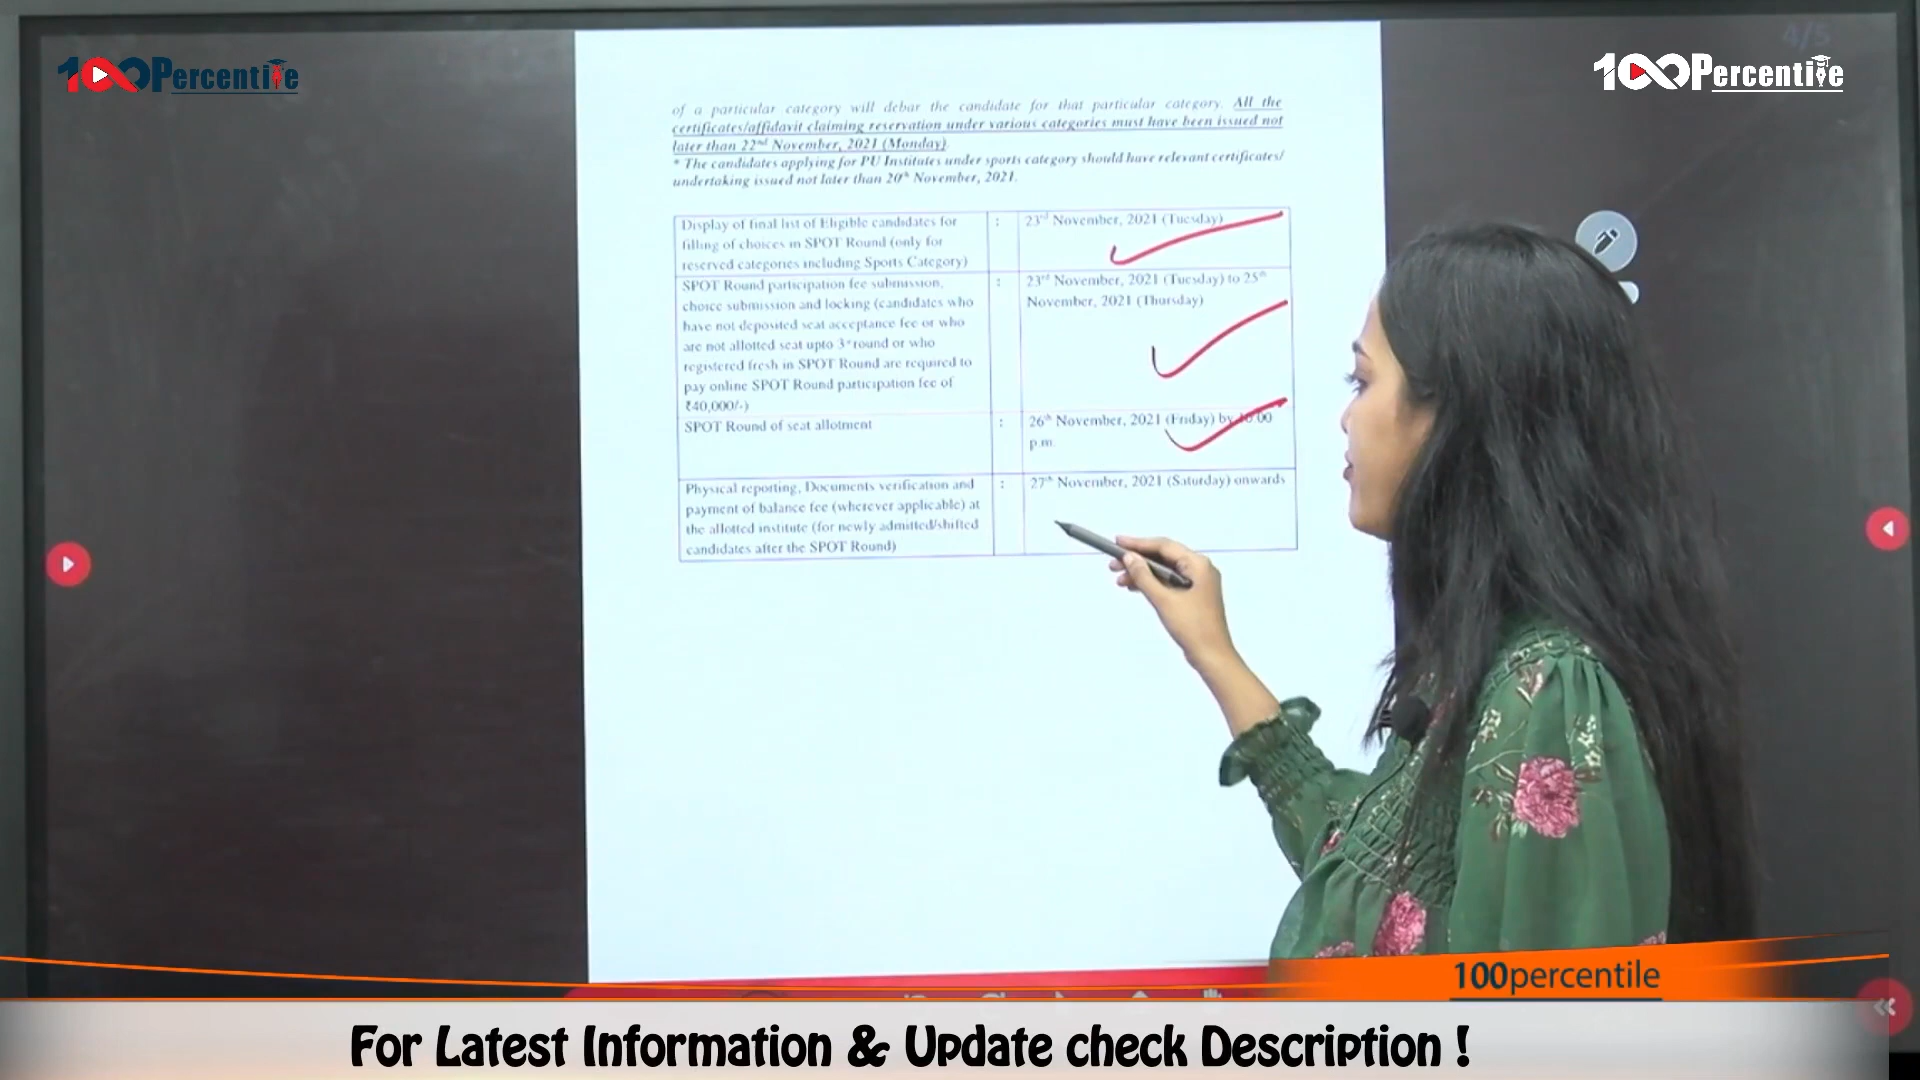 100Percentile
100Percentile
4/5
of a particular category will debar the candidate for that particular category. All the
certificates/affidavit claiming reservation under various categories must have been issued not
later than 22nd November, 2021 (Monday).
* The candidates applying for PU Institutes under sports category should have relevant certificates/
undertaking issued not later than 20th November, 2021.
Display of final list of Eligible candidates for
filling of choices in SPOT Round (only for
reserved categories including Sports Category)
:
23rd November, 2021 (Tuesday)
SPOT Round participation fee submission,
choice submission and locking (candidates who
have not deposited seat acceptance fee or who
are not allotted seat upto 3rd round or who
registered fresh in SPOT Round are required to
pay online SPOT Round participation fee of
₹40,000/-)
:
23rd November, 2021 (Tuesday) to 25th
November, 2021 (Thursday)
SPOT Round of seat allotment
:
26th November, 2021 (Friday) by 00
p.m.
Physical reporting, Documents verification and
payment of balance fee (wherever applicable) at
the allotted institute (for newly admitted/shifted
candidates after the SPOT Round)
:
27th November, 2021 (Saturday) onwards
100percentile
For Latest Information & Update check Description !